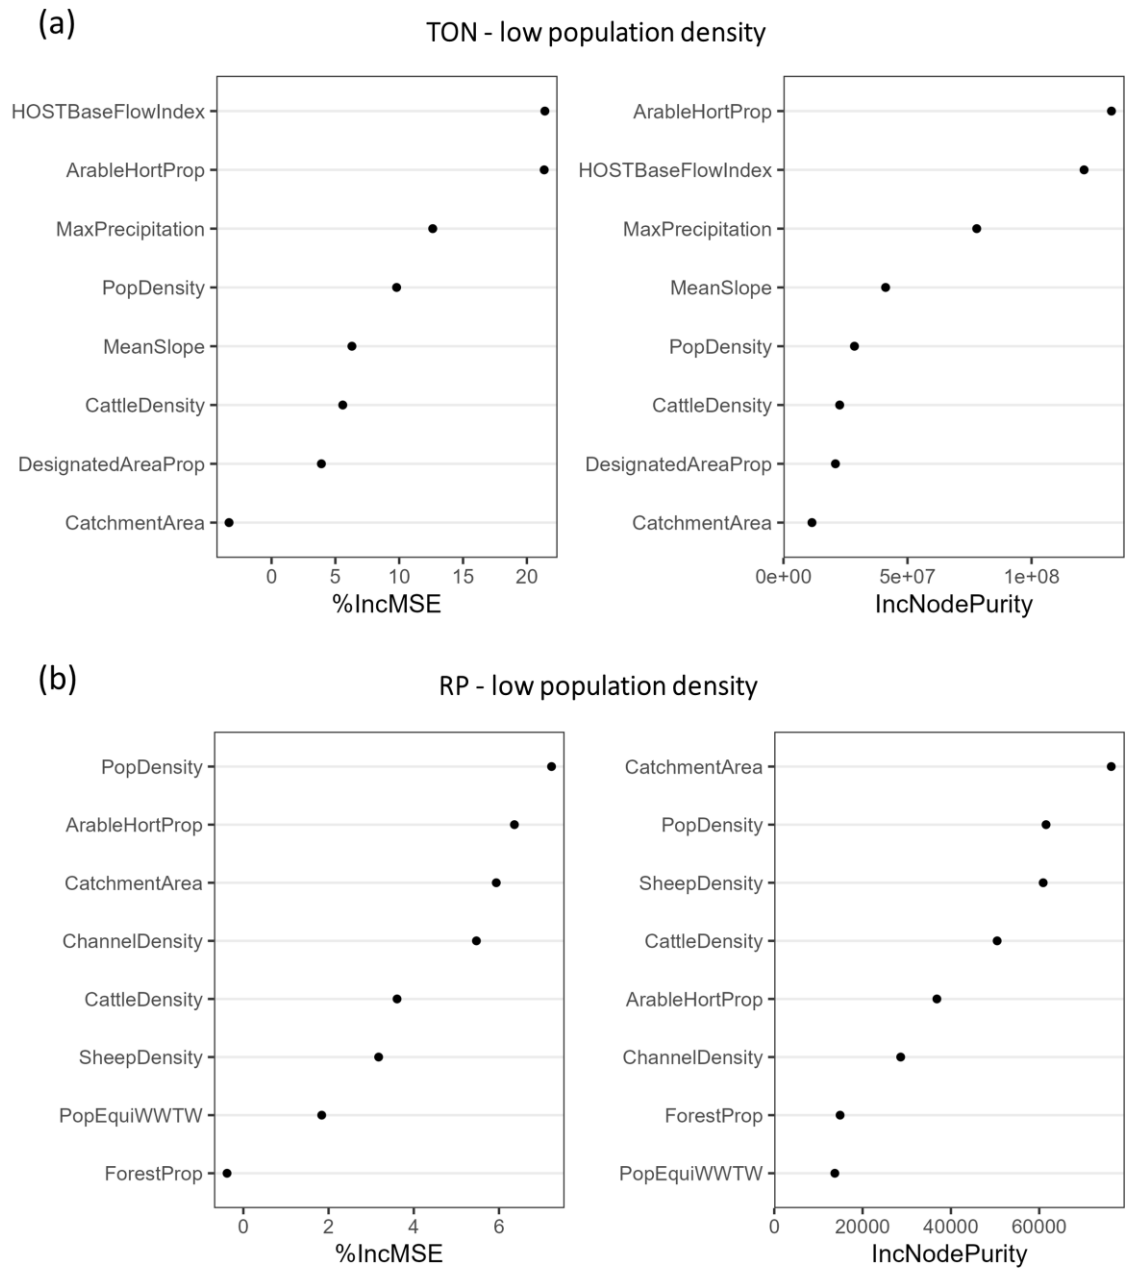 (a)
TON - low population density
HOSTBaseFlowIndex
ArableHortProp
MaxPrecipitation
PopDensity
MeanSlope
CattleDensity
DesignatedAreaProp
CatchmentArea
0 5 10 15 20
%IncMSE
ArableHortProp
HOSTBaseFlowIndex
MaxPrecipitation
MeanSlope
PopDensity
CattleDensity
DesignatedAreaProp
CatchmentArea
0e+00 5e+07 1e+08
IncNodePurity
(b)
RP - low population density
PopDensity
ArableHortProp
CatchmentArea
ChannelDensity
CattleDensity
SheepDensity
PopEquiWWTW
ForestProp
0 2 4 6
%IncMSE
CatchmentArea
PopDensity
SheepDensity
CattleDensity
ArableHortProp
ChannelDensity
ForestProp
PopEquiWWTW
0 20000 40000 60000
IncNodePurity